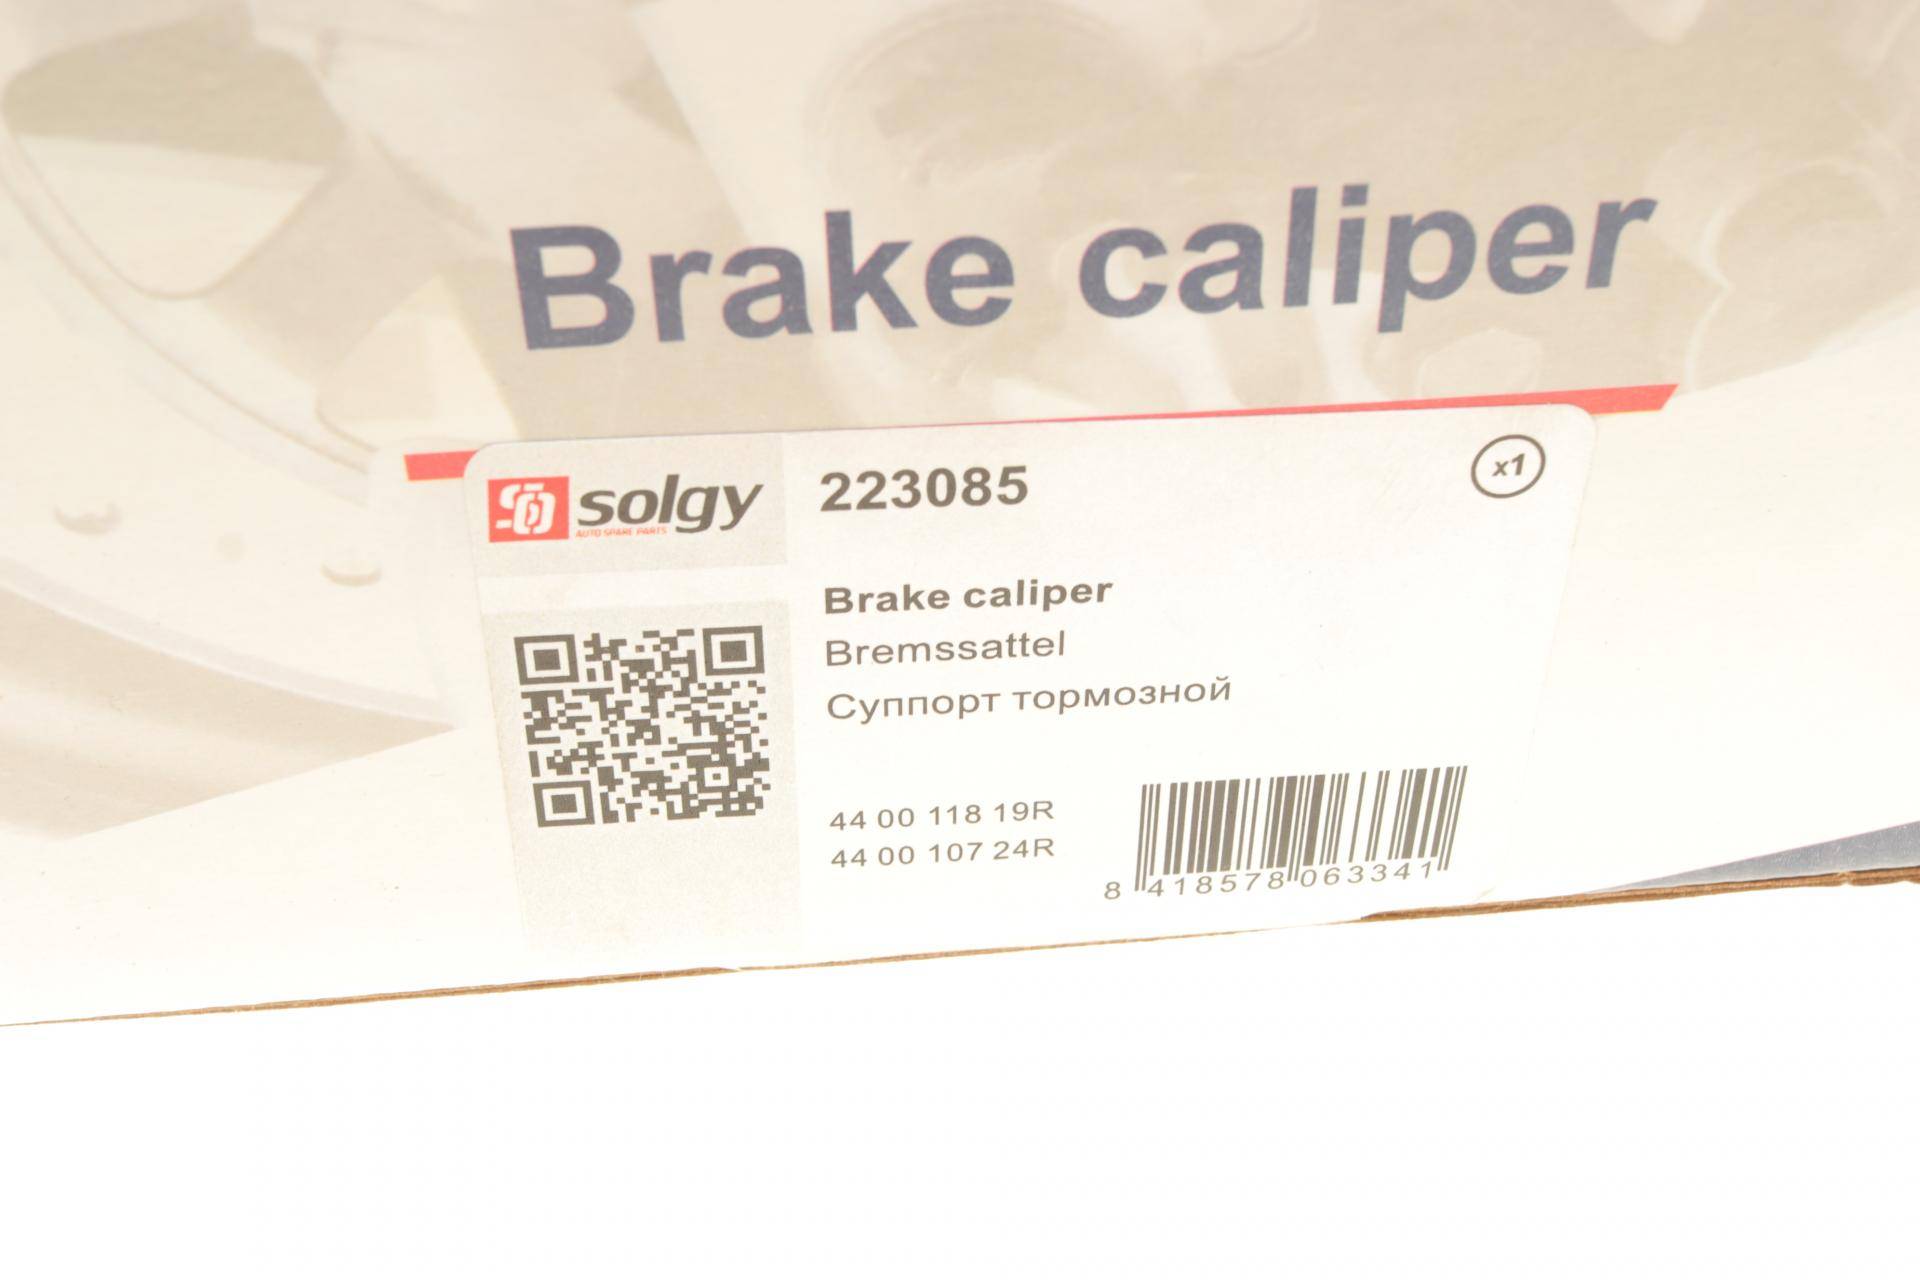 Brake caliper
solgy
AUTO SPARE PARTS
223085
x1
Brake caliper
Bremssattel
Суппорт тормозной
44 00 118 19R
44 00 107 24R
8 418578 063341